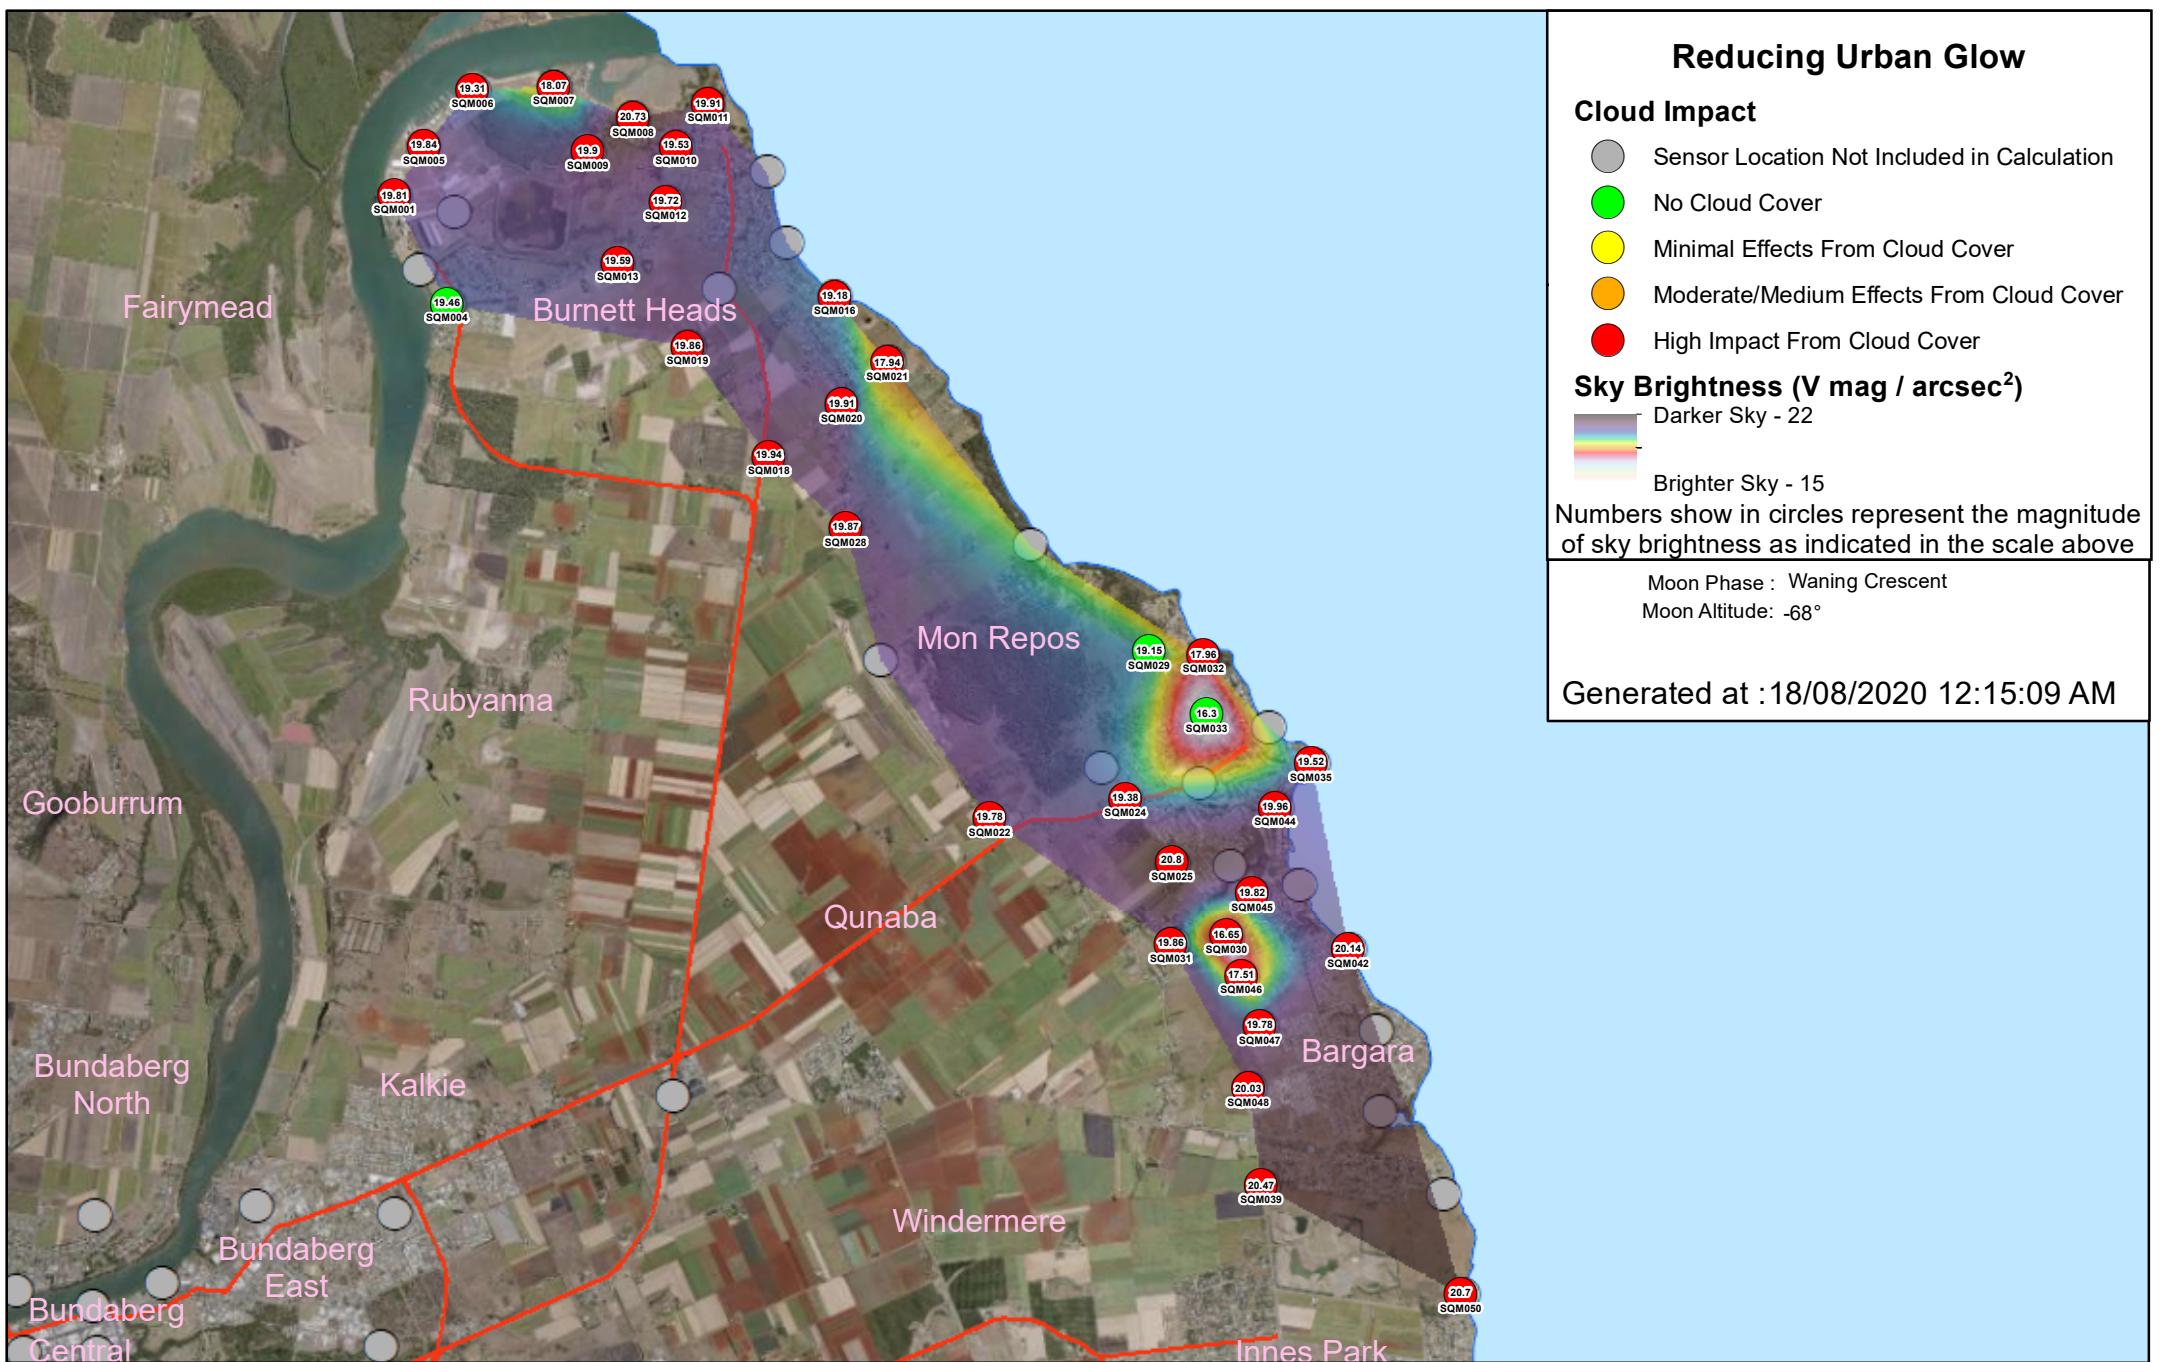 Reducing Urban Glow
Cloud Impact
Sensor Location Not Included in Calculation
No Cloud Cover
Minimal Effects From Cloud Cover
Moderate/Medium Effects From Cloud Cover
High Impact From Cloud Cover
Sky Brightness (V mag / arcsec²)
Darker Sky - 22
Brighter Sky - 15
Numbers show in circles represent the magnitude
of sky brightness as indicated in the scale above
Moon Phase : Waning Crescent
Moon Altitude: -68°
Generated at :18/08/2020 12:15:09 AM
19.31
SQM006
18.07
SQM007
20.73
SQM008
19.91
SQM011
19.84
SQM005
19.9
SQM009
19.53
SQM010
19.81
SQM001
19.72
SQM012
19.59
SQM013
19.46
SQM004
Fairymead
Burnett Heads
19.18
SQM016
19.86
SQM019
17.94
SQM021
19.91
SQM020
19.94
SQM018
19.87
SQM028
Mon Repos
19.15
SQM029
17.96
SQM032
16.3
SQM033
Rubyanna
19.52
SQM035
Gooburrum
19.38
SQM024
19.96
SQM044
19.78
SQM022
20.8
SQM025
19.82
SQM045
Qunaba
16.65
SQM030
19.86
SQM031
20.14
SQM042
17.51
SQM046
19.78
SQM047
Bargara
Bundaberg
North
Kalkie
20.03
SQM048
20.47
SQM039
Windermere
Bundaberg
East
20.7
SQM050
Bundaberg
Central
Innes Park